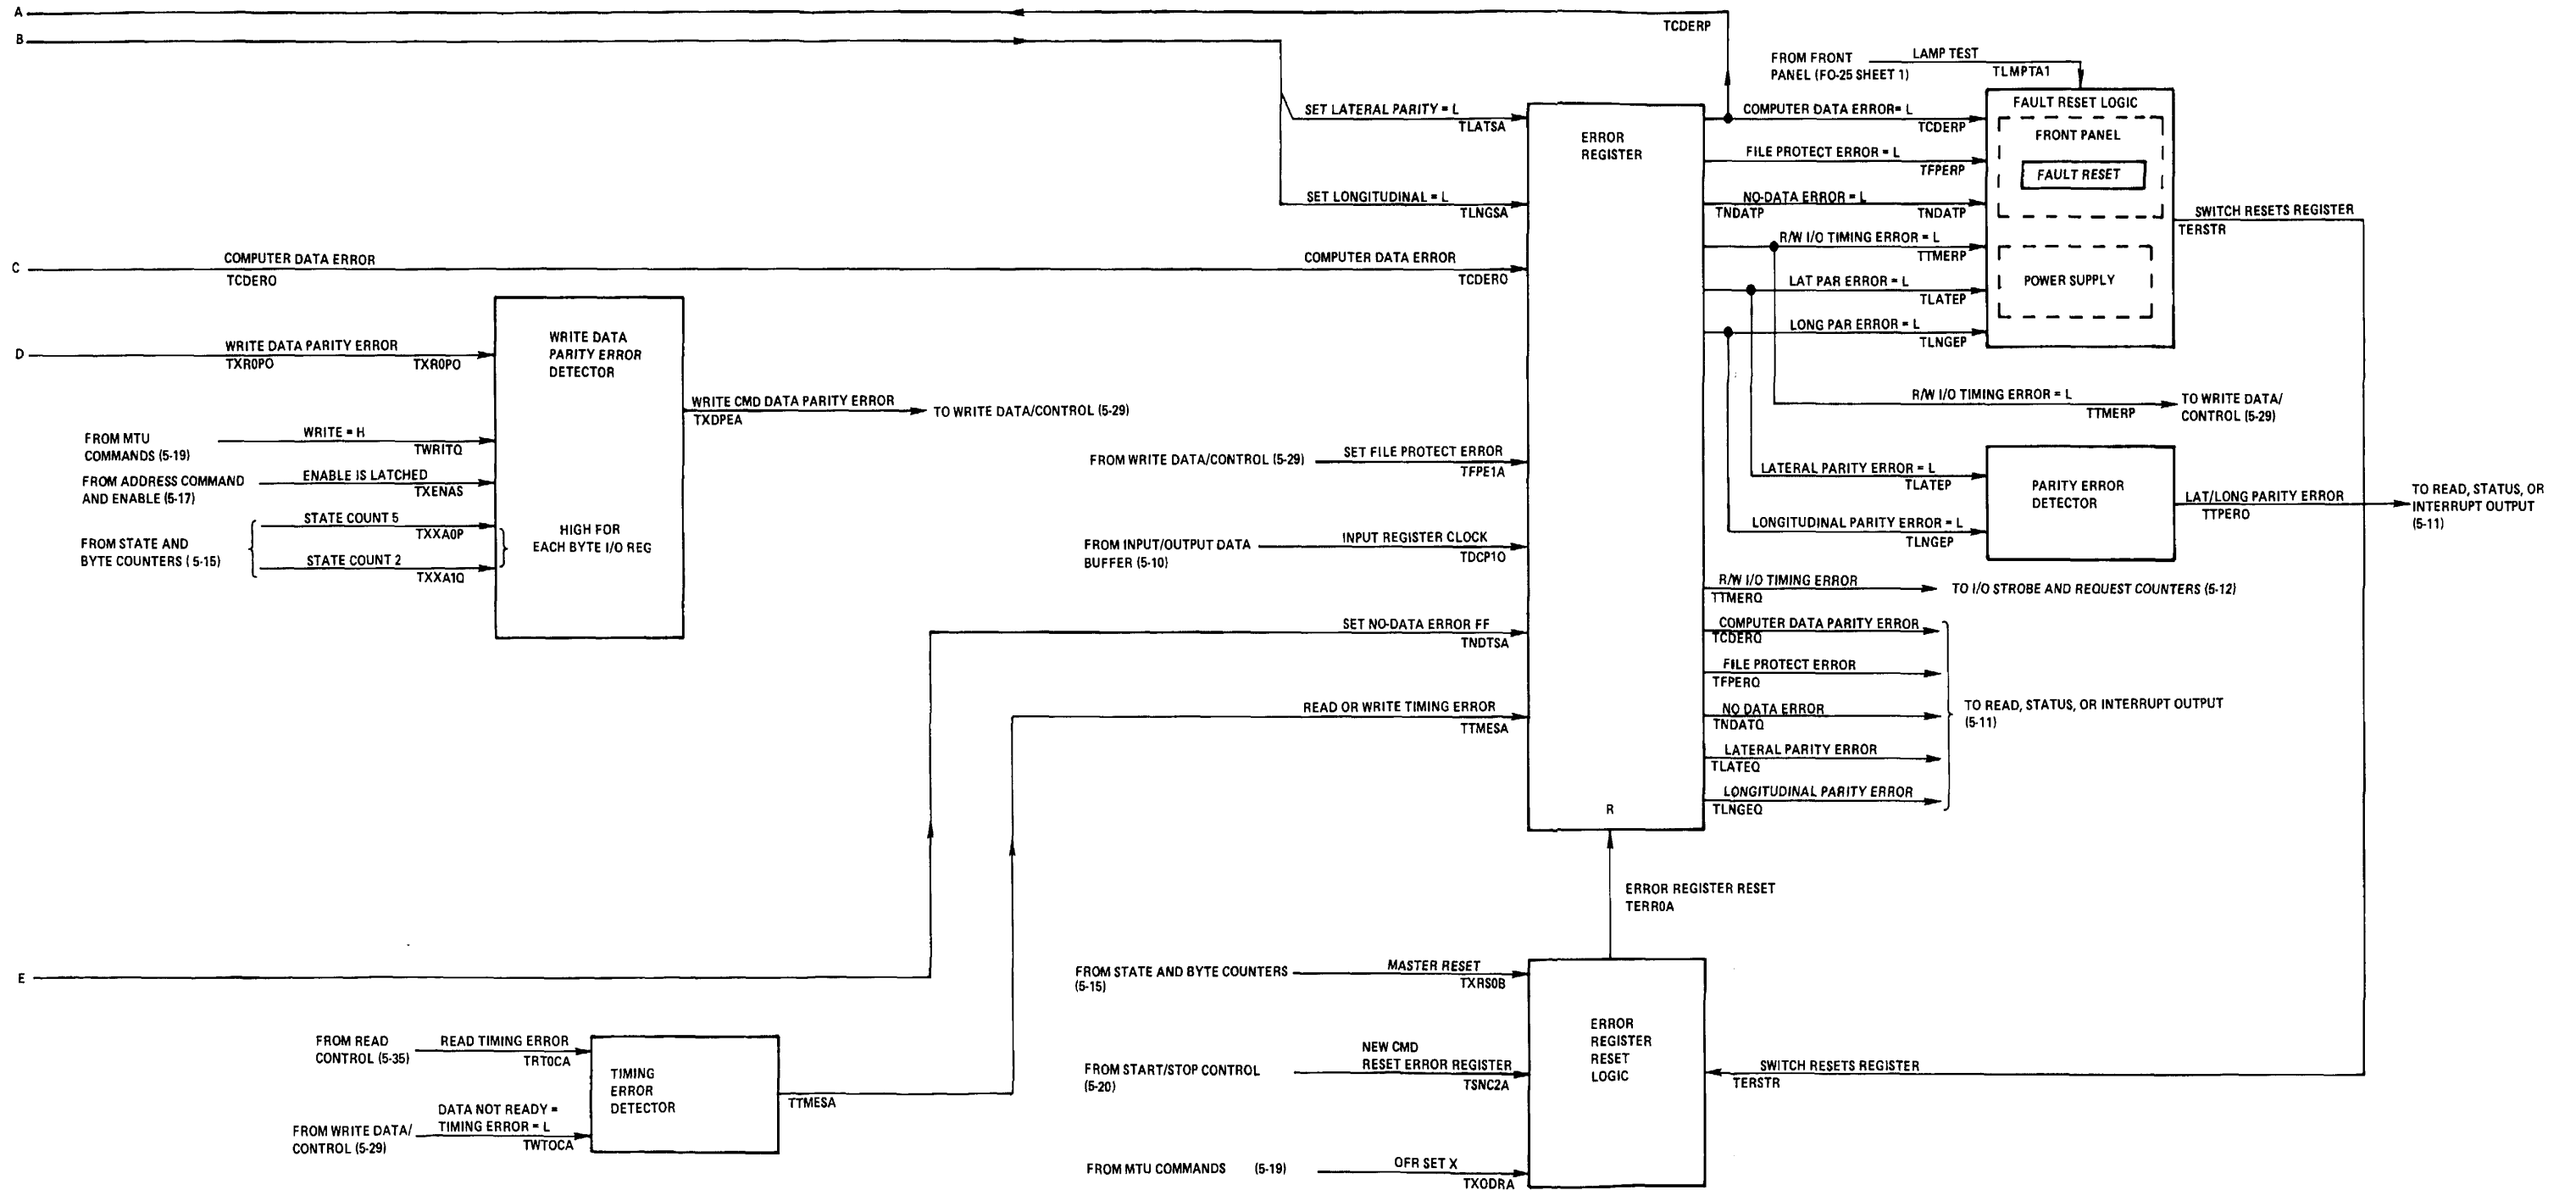 A
B
TCDERP
FROM FRONT
PANEL (FO-25 SHEET 1)
LAMP TEST
TLMPTA1
SET LATERAL PARITY = L
TLATSA
SET LONGITUDINAL = L
TLNGSA
C
COMPUTER DATA ERROR
TCDERO
COMPUTER DATA ERROR
TCDERO
ERROR
REGISTER
COMPUTER DATA ERROR= L
TCDERP
FILE PROTECT ERROR = L
TFPERP
NO-DATA ERROR = L
TNDATP
TNDATP
R/W I/O TIMING ERROR = L
TTMERP
LAT PAR ERROR = L
TLATEP
LONG PAR ERROR = L
TLNGEP
FAULT RESET LOGIC
FRONT PANEL
FAULT RESET
POWER SUPPLY
SWITCH RESETS REGISTER
TERSTR
D
WRITE DATA PARITY ERROR
TXR0PO
TXR0PO
WRITE DATA
PARITY ERROR
DETECTOR
WRITE CMD DATA PARITY ERROR
TXDPEA
TO WRITE DATA/CONTROL (5-29)
FROM MTU
COMMANDS (5-19)
WRITE = H
TWRITQ
FROM ADDRESS COMMAND
AND ENABLE (5-17)
ENABLE IS LATCHED
TXENAS
FROM STATE AND
BYTE COUNTERS ( 5-15)
STATE COUNT 5
TXXA0P
STATE COUNT 2
TXXA1Q
HIGH FOR
EACH BYTE I/O REG
R/W I/O TIMING ERROR = L
TTMERP
TO WRITE DATA/
CONTROL (5-29)
FROM WRITE DATA/CONTROL (5-29)
SET FILE PROTECT ERROR
TFPE1A
LATERAL PARITY ERROR = L
TLATEP
LONGITUDINAL PARITY ERROR = L
TLNGEP
PARITY ERROR
DETECTOR
LAT/LONG PARITY ERROR
TTPERO
TO READ, STATUS, OR
INTERRUPT OUTPUT
(5-11)
FROM INPUT/OUTPUT DATA
BUFFER (5-10)
INPUT REGISTER CLOCK
TDCP1O
R/W I/O TIMING ERROR
TTMERQ
TO I/O STROBE AND REQUEST COUNTERS (5-12)
SET NO-DATA ERROR FF
TNDTSA
COMPUTER DATA PARITY ERROR
TCDERQ
FILE PROTECT ERROR
TFPERQ
READ OR WRITE TIMING ERROR
TTMESA
NO DATA ERROR
TNDATQ
TO READ, STATUS, OR INTERRUPT OUTPUT
(5-11)
LATERAL PARITY ERROR
TLATEQ
LONGITUDINAL PARITY ERROR
TLNGEQ
R
ERROR REGISTER RESET
TERR0A
E
FROM STATE AND BYTE COUNTERS
(5-15)
MASTER RESET
TXRS0B
FROM READ
CONTROL (5-35)
READ TIMING ERROR
TRT0CA
TIMING
ERROR
DETECTOR
TTMESA
DATA NOT READY =
TIMING ERROR = L
TWTOCA
FROM WRITE DATA/
CONTROL (5-29)
FROM START/STOP CONTROL
(5-20)
NEW CMD
RESET ERROR REGISTER
TSNC2A
ERROR
REGISTER
RESET
LOGIC
SWITCH RESETS REGISTER
TERSTR
FROM MTU COMMANDS (5-19)
OFR SET X
TXODRA